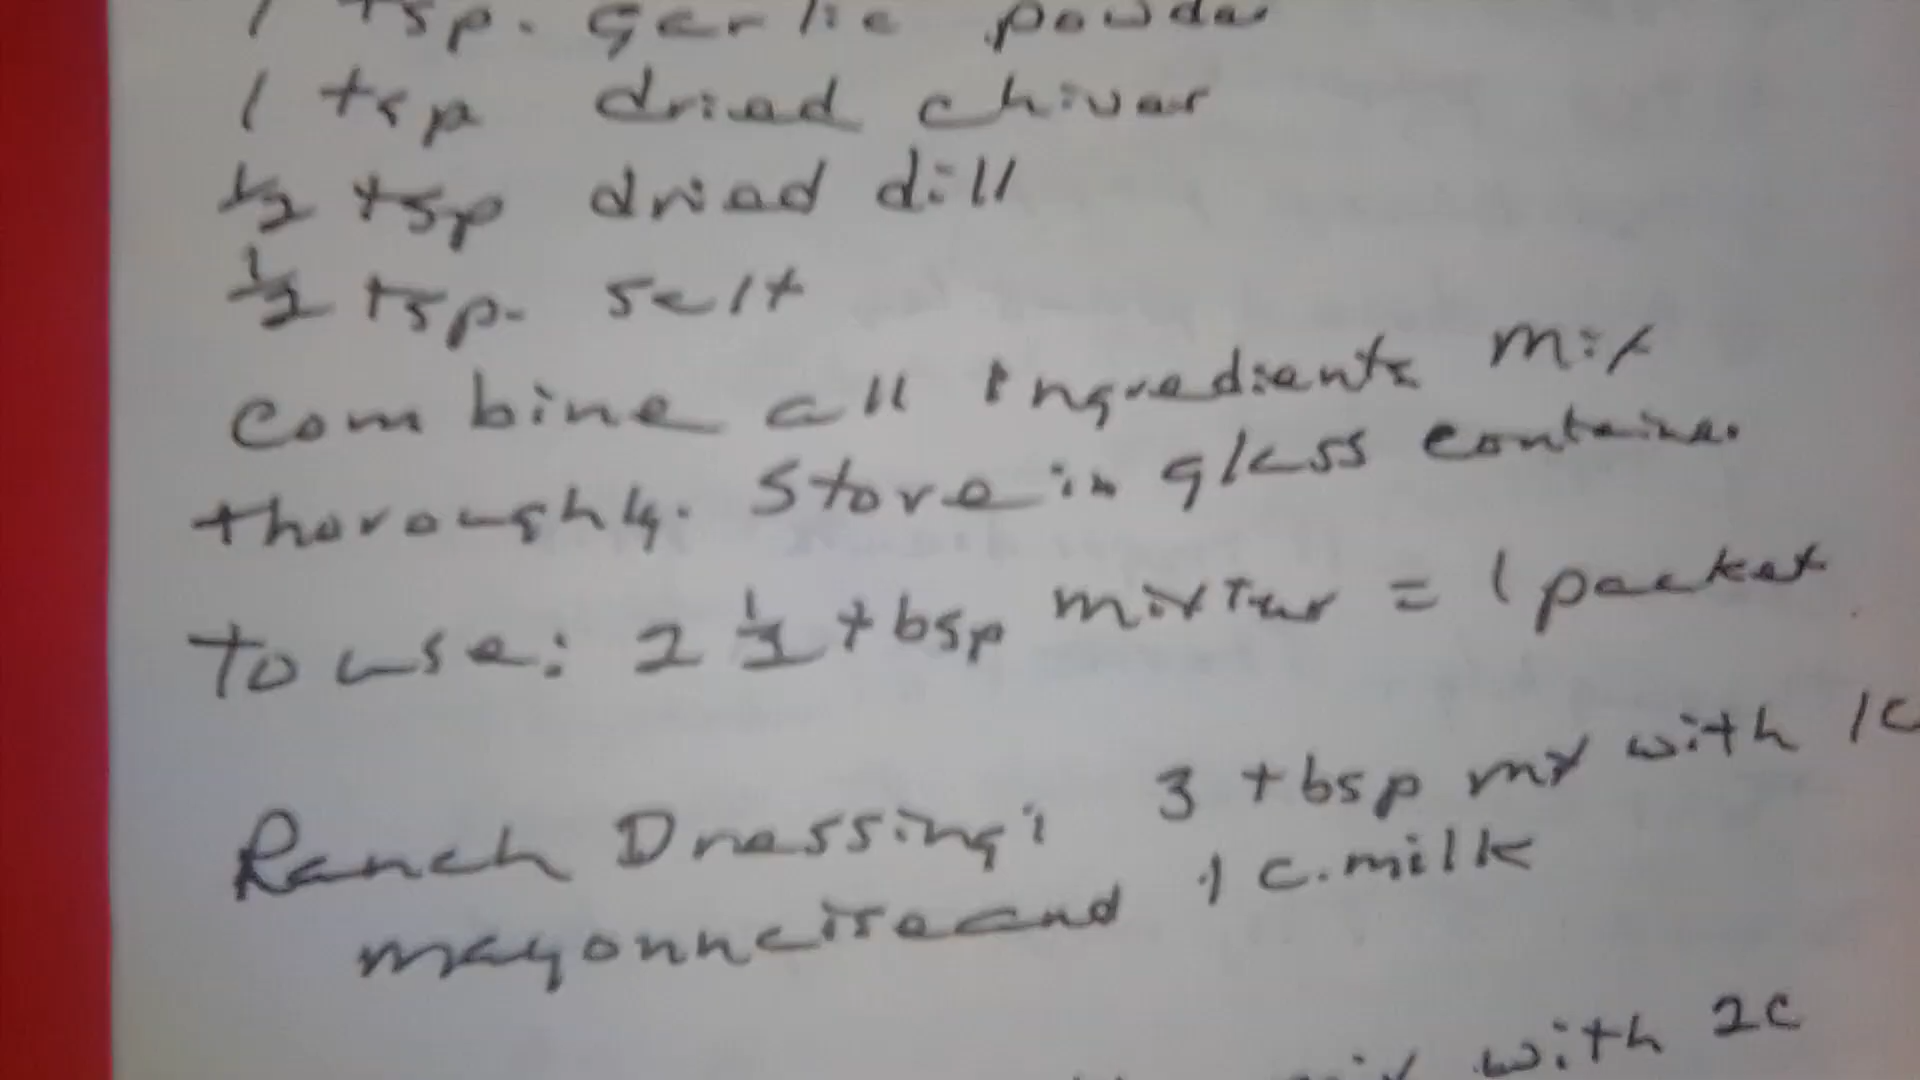 1 tsp. garlic powder
1 tsp dried chives
1/2 tsp dried dill
1/2 tsp. salt
Combine all Ingredients mix
thoroughly. Store in glass container
To use: 2 1/2 tbsp mixture = 1 packet
Ranch Dressing: 3 tbsp mix with 1c
mayonnaise and 1 c. milk
mix with 2c